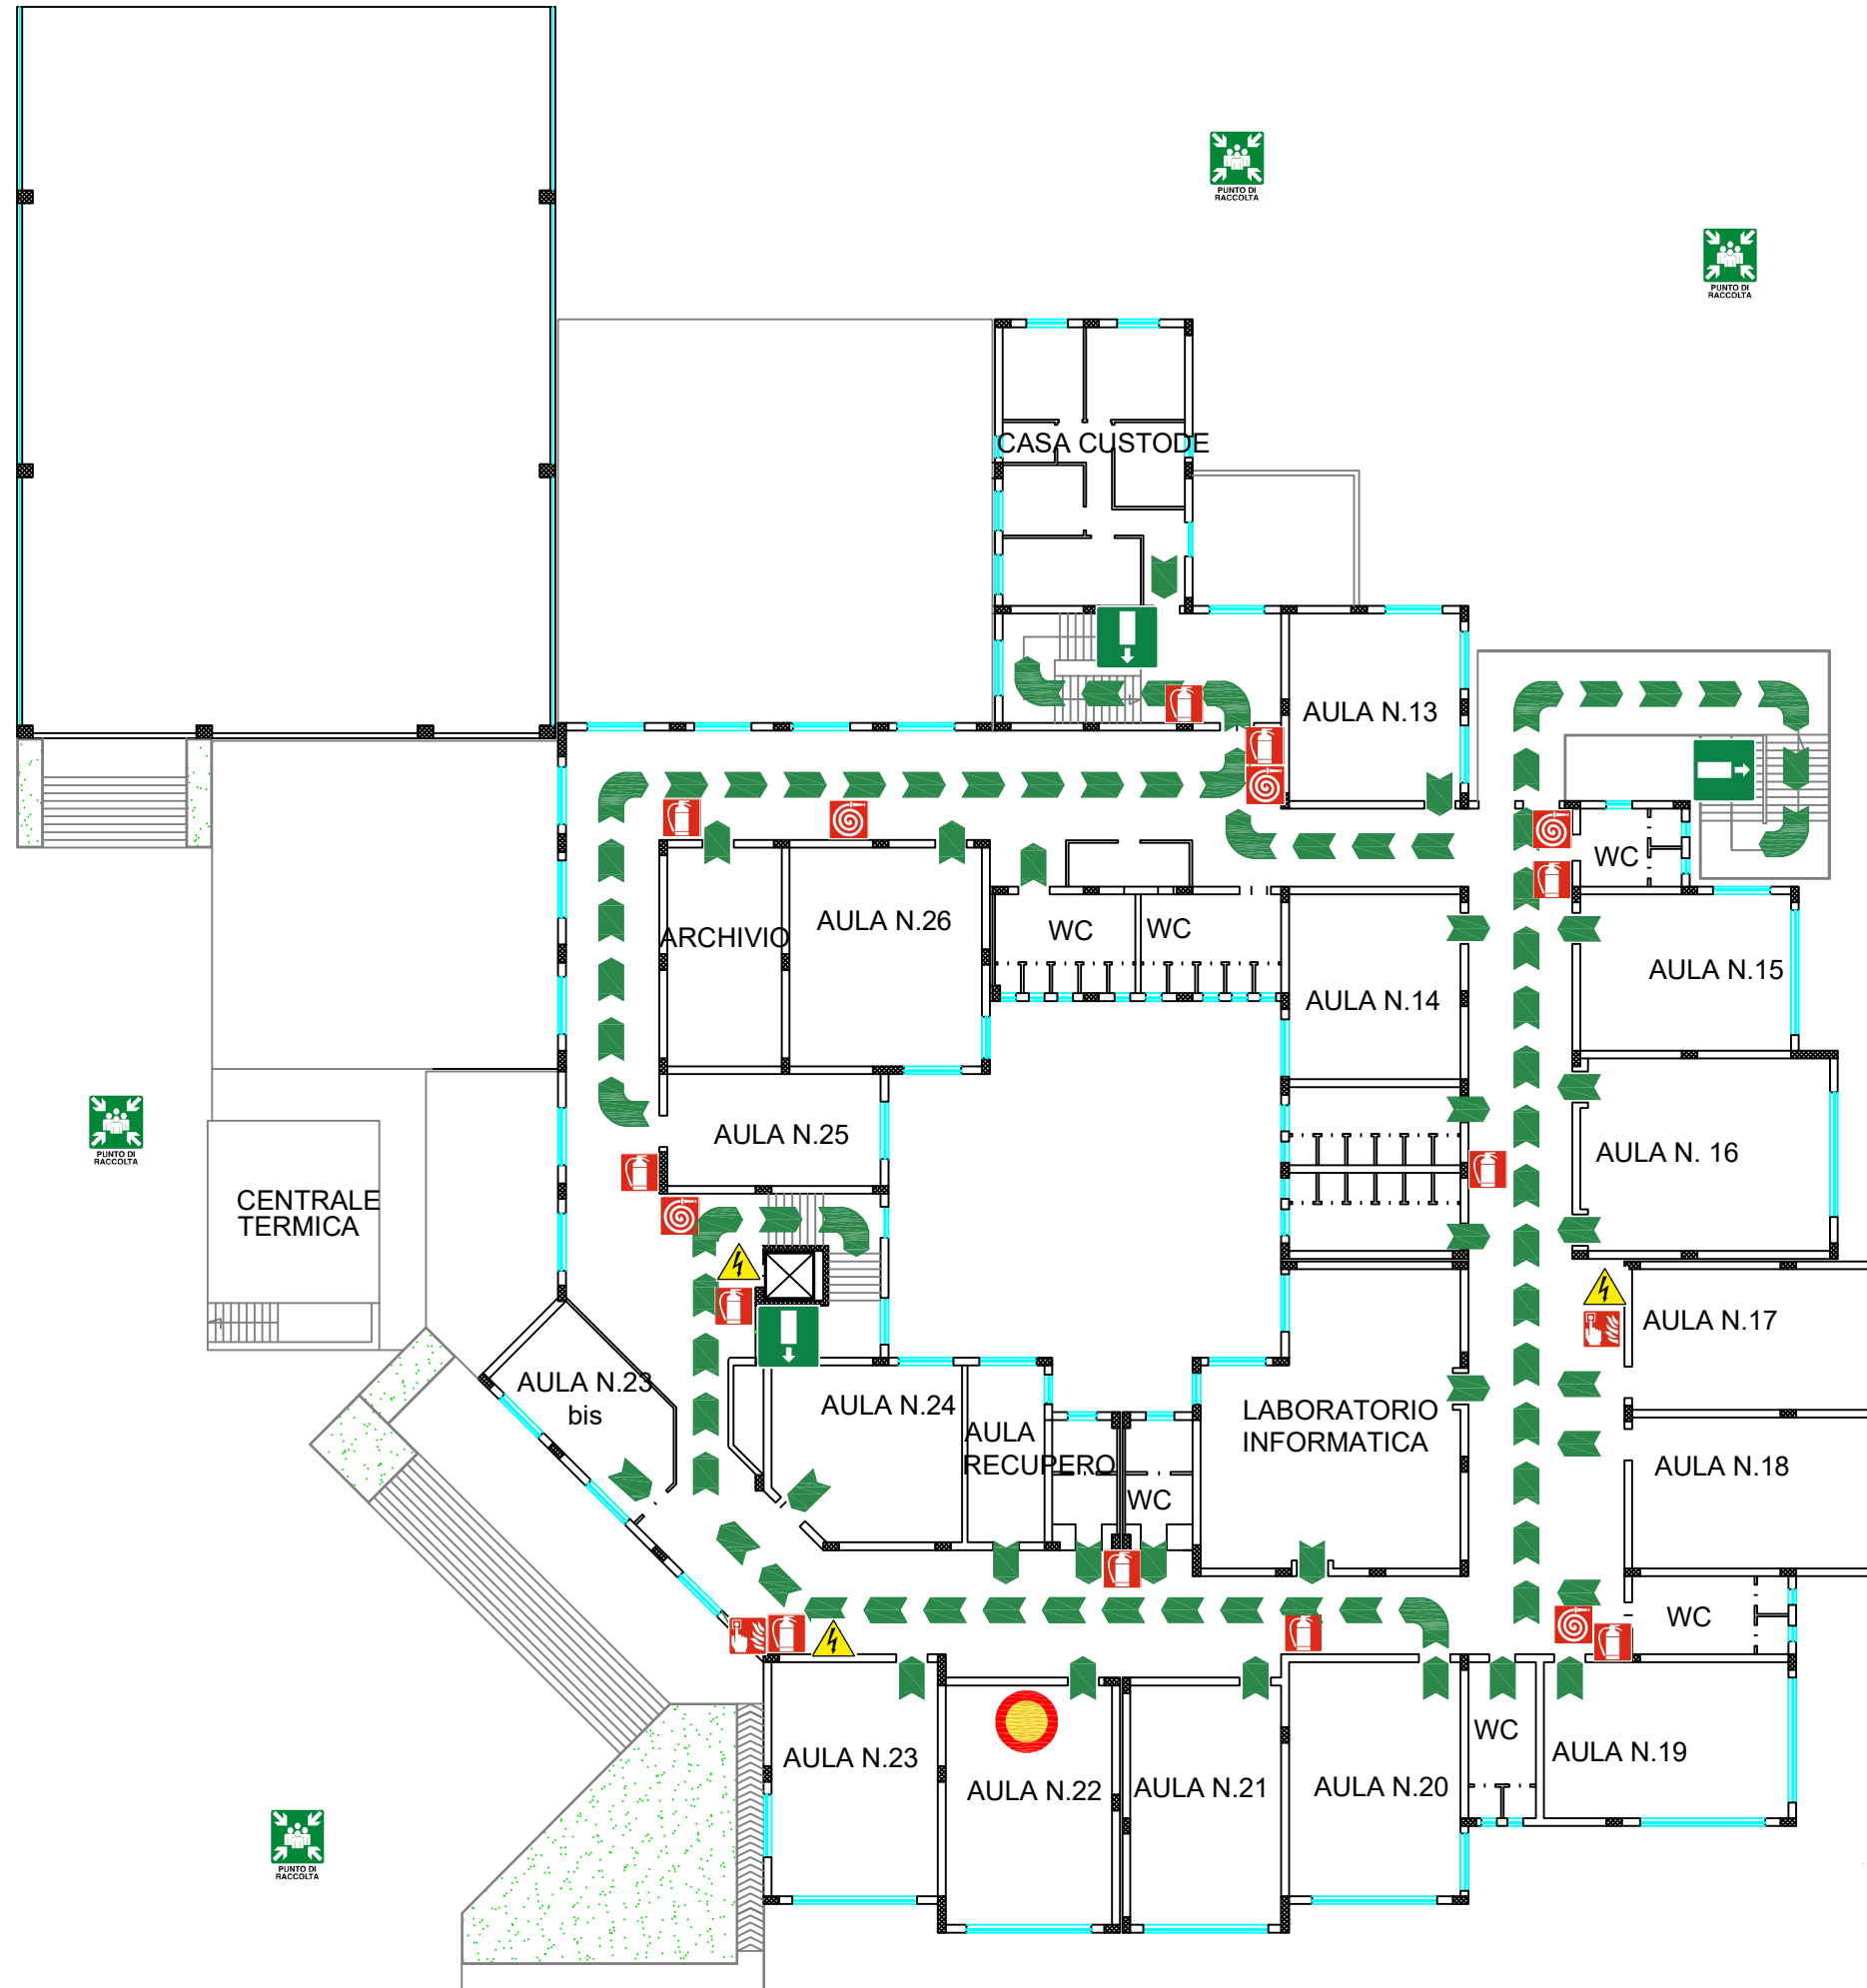 PUNTO DI
RACCOLTA
PUNTO DI
RACCOLTA
CASA CUSTODE
AULA N.13
WC
AULA N.26
ARCHIVIO
WC
WC
AULA N.15
AULA N.14
AULA N.25
AULA N. 16
PUNTO DI
RACCOLTA
CENTRALE
TERMICA
AULA N.17
AULA N.23
bis
AULA N.24
AULA
RECUPERO
LABORATORIO
INFORMATICA
AULA N.18
WC
WC
WC
AULA N.23
AULA N.22
AULA N.21
AULA N.20
AULA N.19
PUNTO DI
RACCOLTA